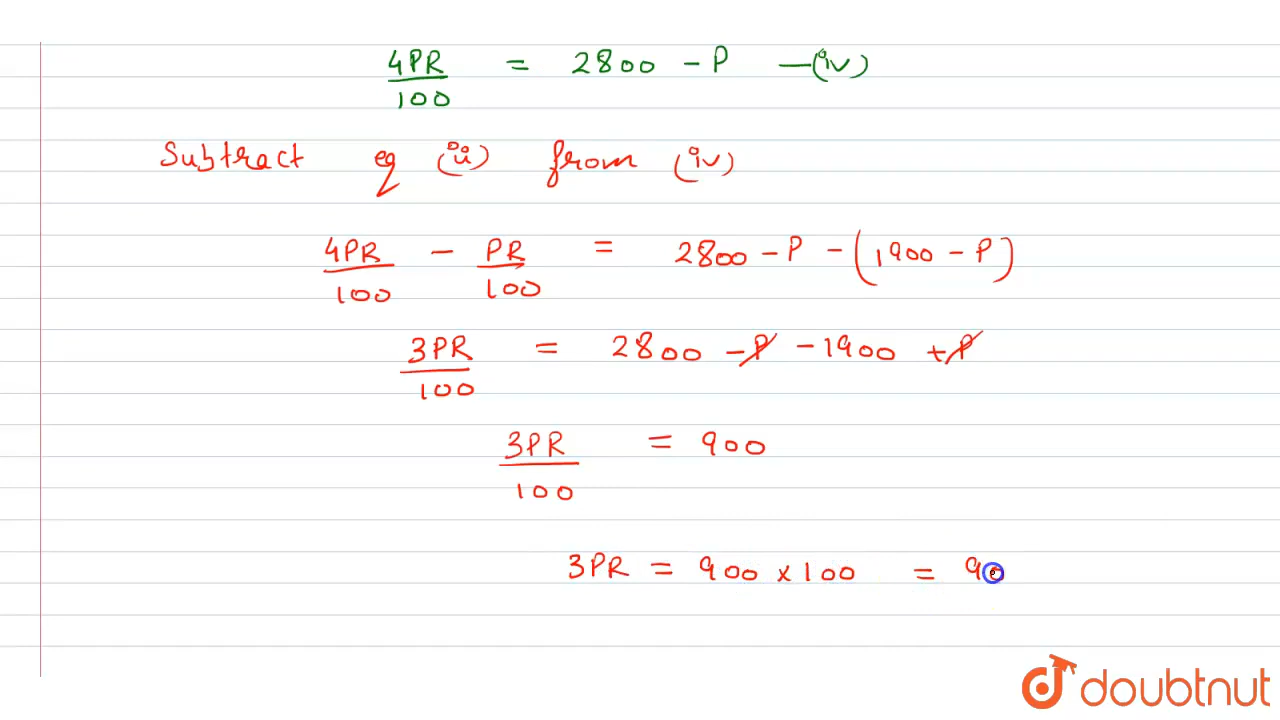 4PR/100 = 2800 - P —(iv)
Subtract eq (ii) from (iv)
4PR/100 - PR/100 = 2800 - P - (1900 - P)
3PR/100 = 2800 - P - 1900 + P
3PR/100 = 900
3PR = 900 × 100 = 90
doubtnut